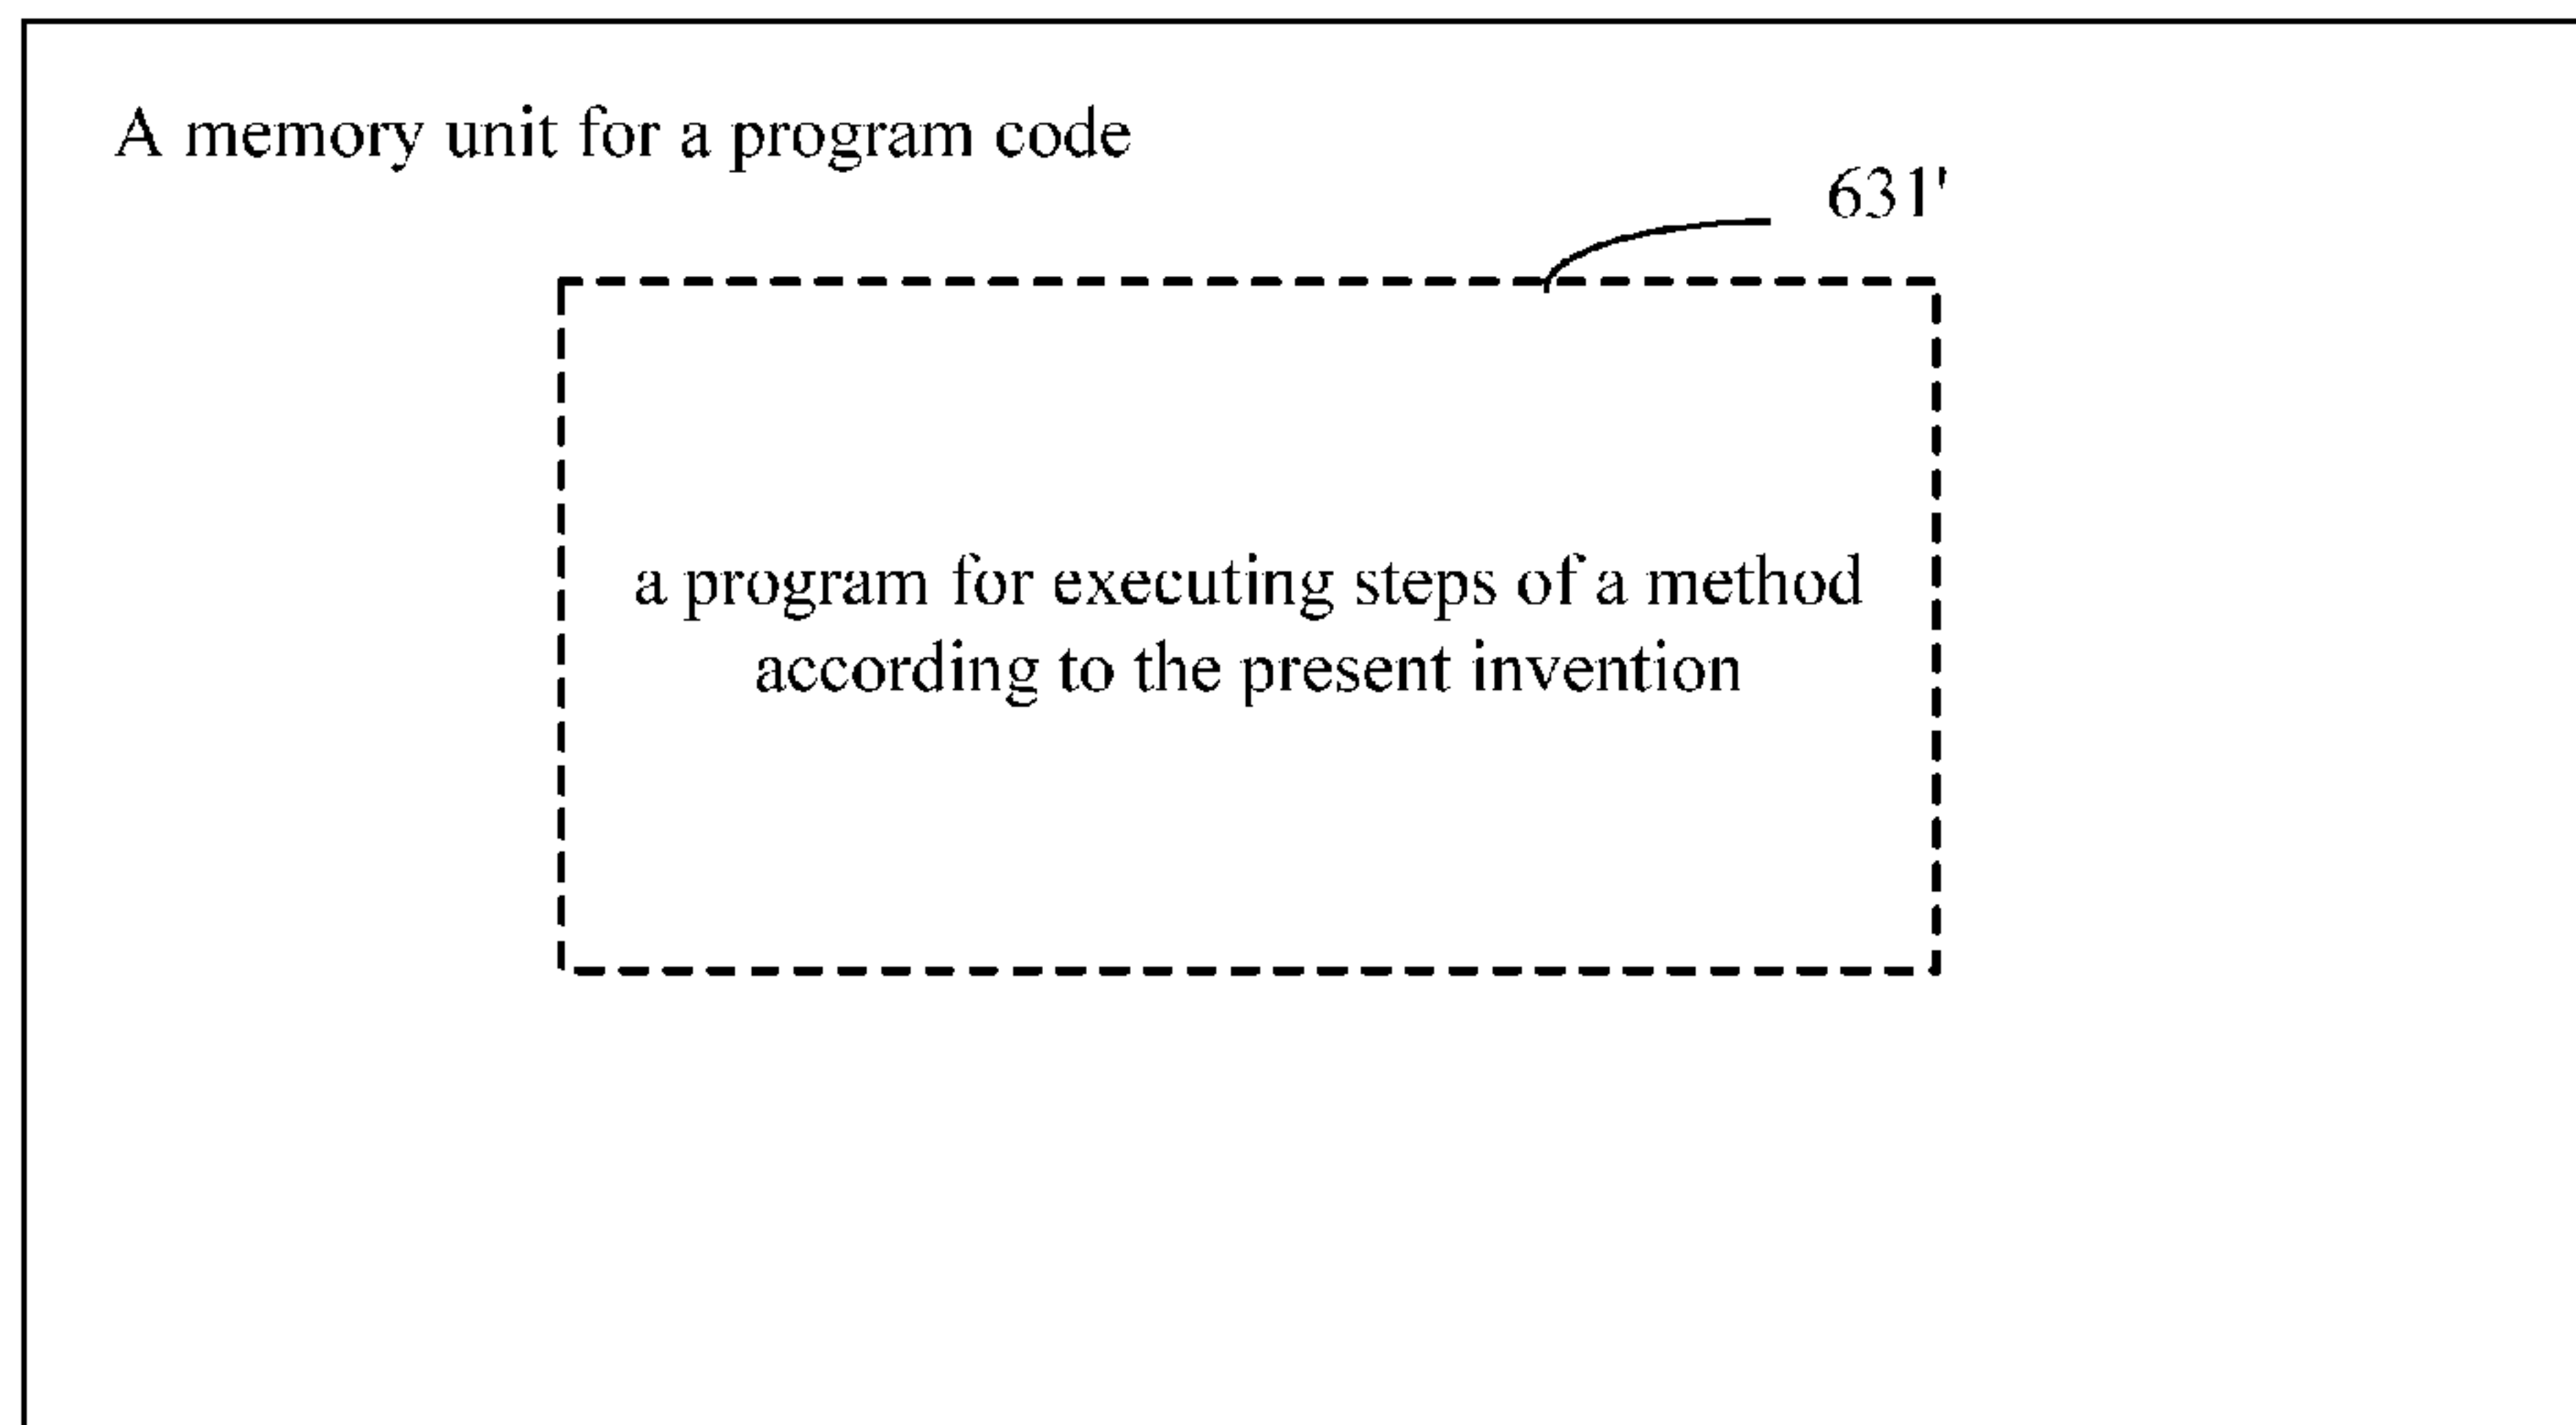 A memory unit for a program code
631'
a program for executing steps of a method
according to the present invention